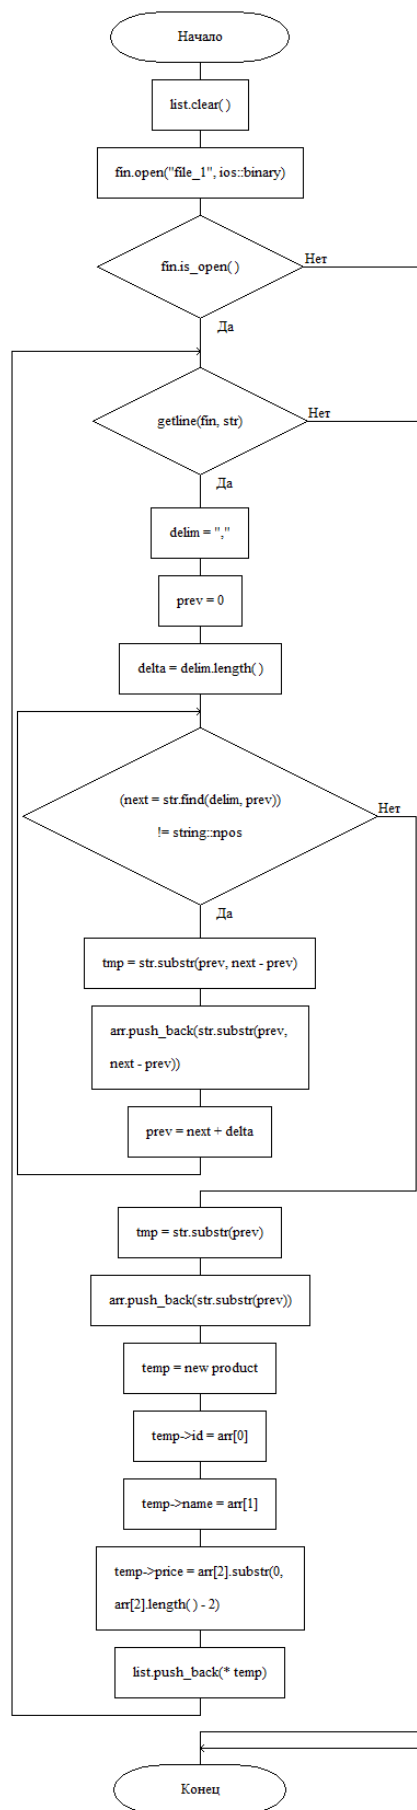 Начало
list.clear( )
fin.open("file_1", ios::binary)
fin.is_open( )
Нет
Да
getline(fin, str)
Нет
Да
delim = ","
prev = 0
delta = delim.length( )
(next = str.find(delim, prev))
!= string::npos
Нет
Да
tmp = str.substr(prev, next - prev)
arr.push_back(str.substr(prev,
next - prev))
prev = next + delta
tmp = str.substr(prev)
arr.push_back(str.substr(prev))
temp = new product
temp->id = arr[0]
temp->name = arr[1]
temp->price = arr[2].substr(0,
arr[2].length( ) - 2)
list.push_back(* temp)
Конец